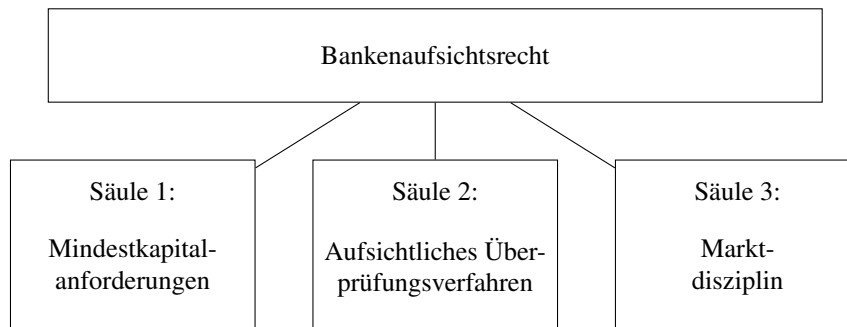 Bankenaufsichtsrecht
Säule 1:
Mindestkapital-
anforderungen
Säule 2:
Aufsichtliches Über-
prüfungsverfahren
Säule 3:
Markt-
disziplin